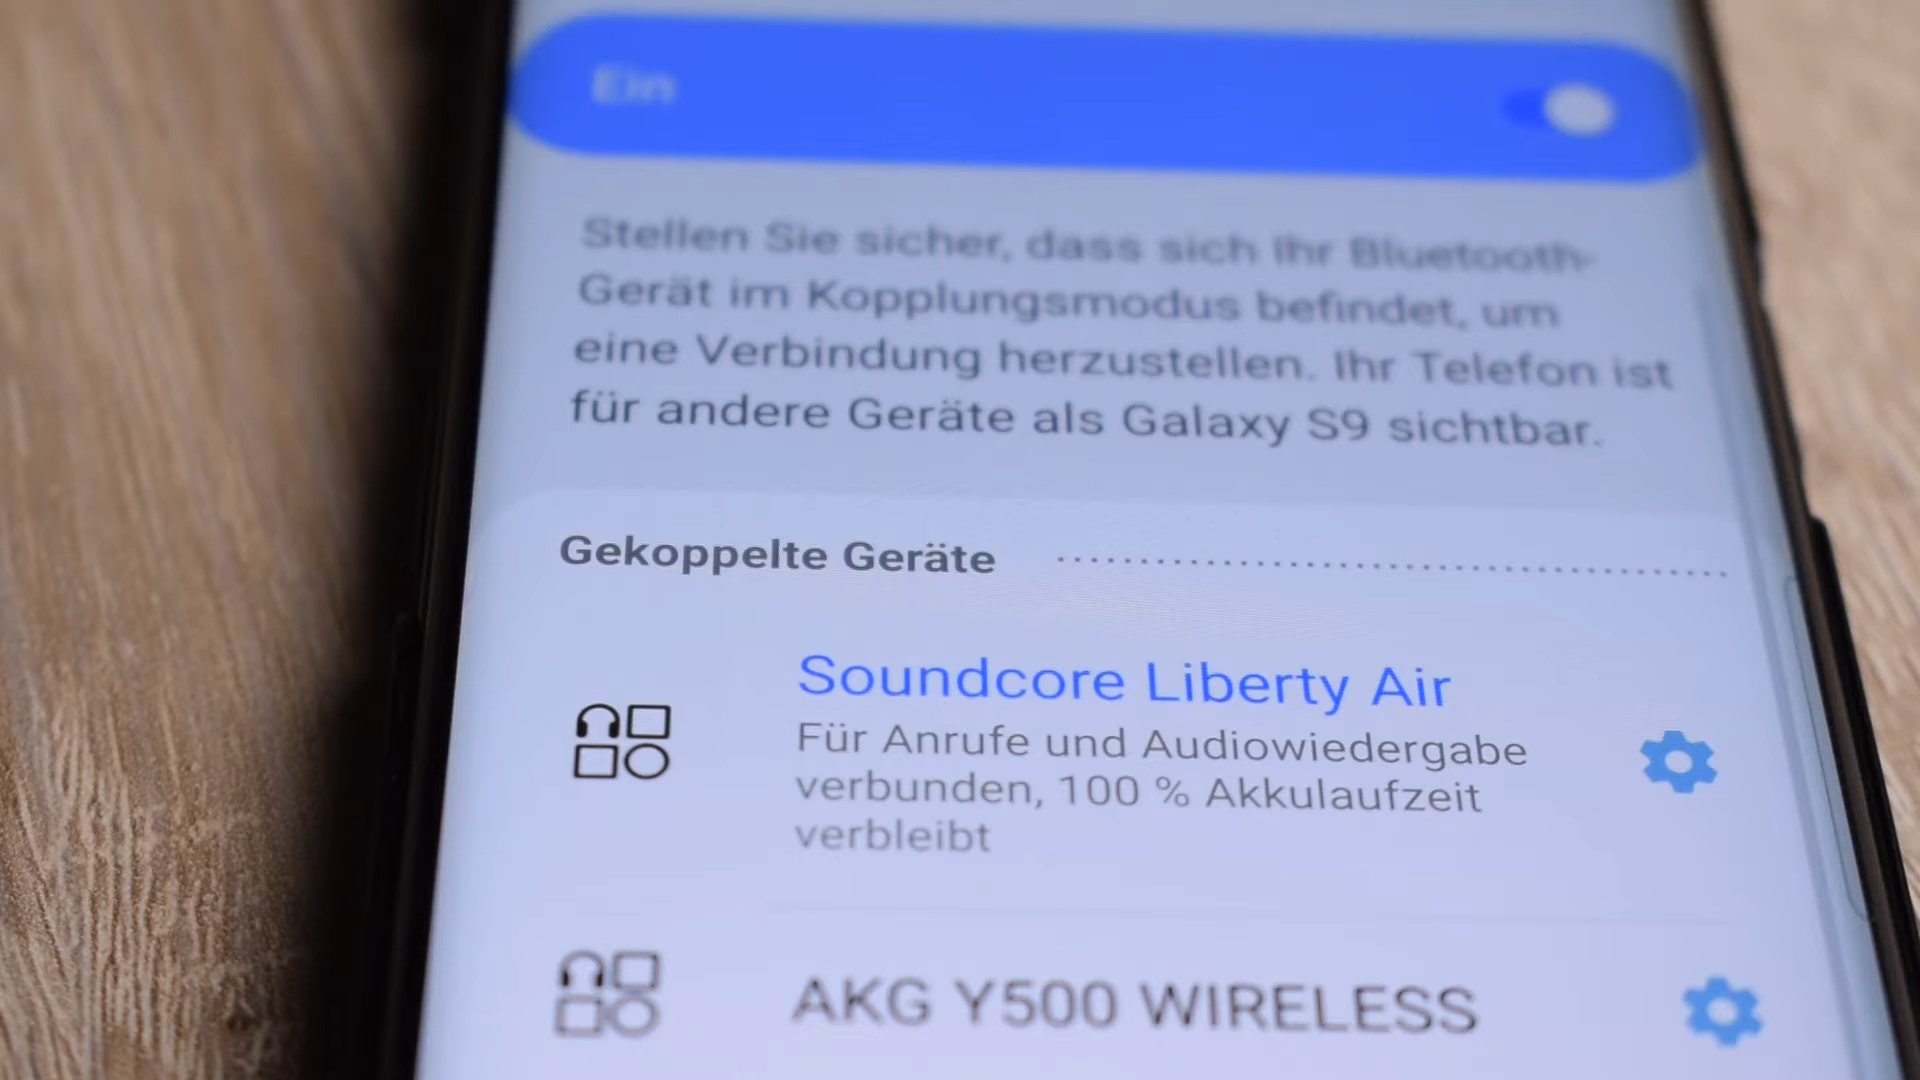 Ein
Stellen Sie sicher, dass sich Ihr Bluetooth-
Gerät im Kopplungsmodus befindet, um
eine Verbindung herzustellen. Ihr Telefon ist
für andere Geräte als Galaxy S9 sichtbar.
Gekoppelte Geräte
Soundcore Liberty Air
Für Anrufe und Audiowiedergabe
verbunden, 100 % Akkulaufzeit
verbleibt
AKG Y500 WIRELESS